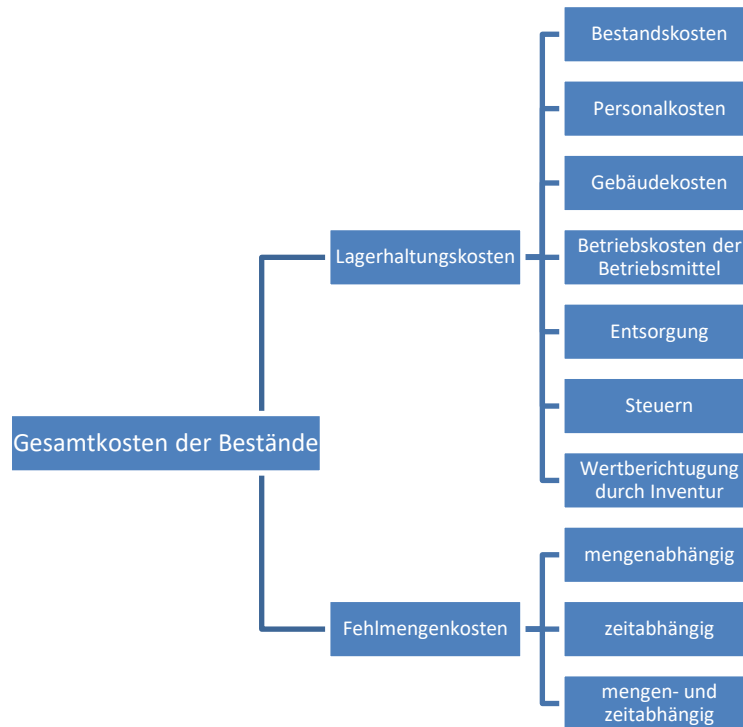 Bestandskosten
Personalkosten
Gebäudekosten
Lagerhaltungskosten
Betriebskosten der
Betriebsmittel
Entsorgung
Steuern
Gesamtkosten der Bestände
Wertberichtugung
durch Inventur
mengenabhängig
Fehlmengenkosten
zeitabhängig
mengen- und
zeitabhängig